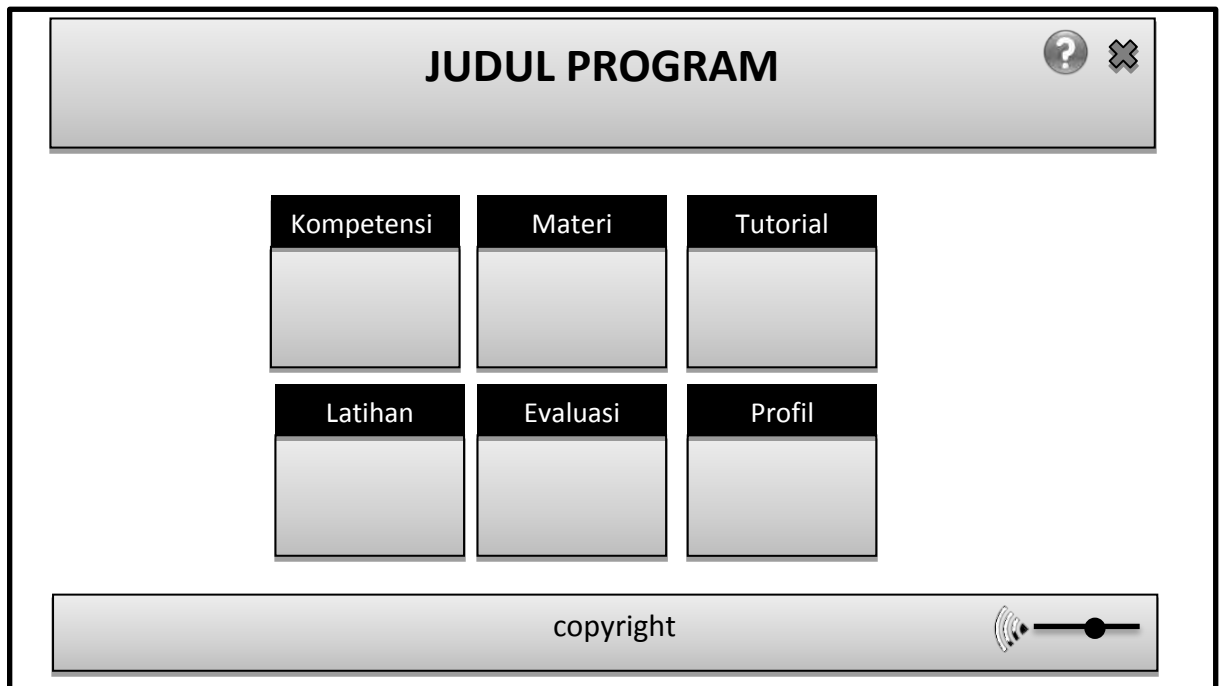 JUDUL PROGRAM
?
Kompetensi Materi Tutorial
Latihan Evaluasi Profil
copyright